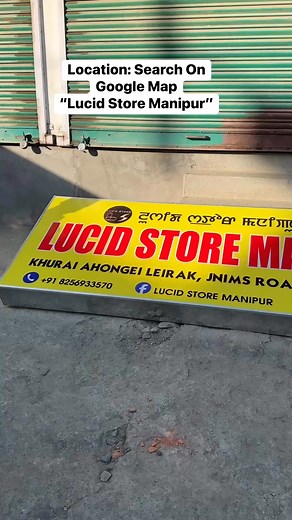 Location: Search On
Google Map
“Lucid Store Manipur”
LUCID STORE MA
KHURAI AHONGEI LEIRAK, JNIMS ROA
+91 8256933570
LUCID STORE MANIPUR